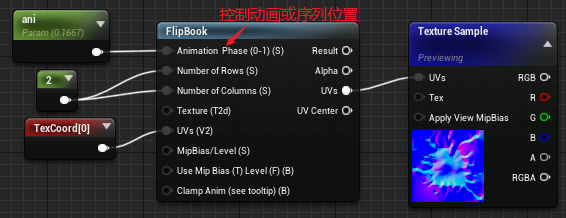 控制动画或序列位置
ani
Param (0.1667)
2
TexCoord[0]
FlipBook
Animation Phase (0-1) (S)
Result
Number of Rows (S)
Alpha
Number of Columns (S)
UVs
Texture (T2d)
UV Center
UVs (V2)
MipBias/Level (S)
Use Mip Bias (T) Level (F) (B)
Clamp Anim (see tooltip) (B)
Texture Sample
Previewing
UVs
RGB
Tex
R
Apply View MipBias
G
B
A
RGBA